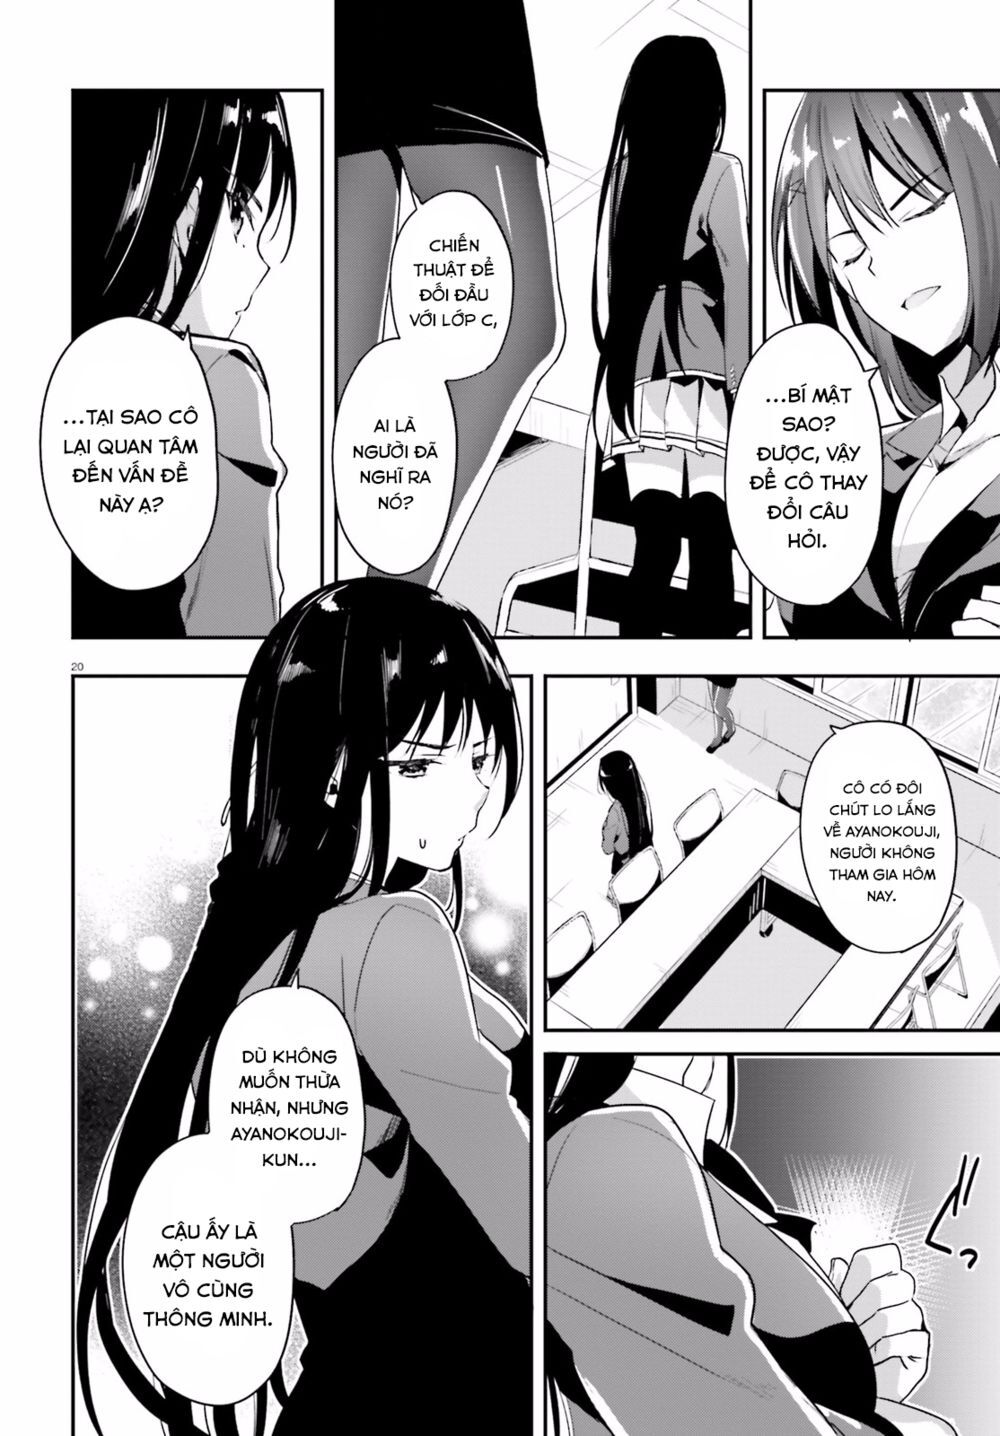 ...BÍ MẬT
SAO?
ĐƯỢC, VẬY
ĐỂ CÔ THAY
ĐỔI CÂU
HỎI.
CHIẾN
THUẬT ĐỂ
ĐỐI ĐẦU
VỚI LỚP C,
AI LÀ
NGƯỜI ĐÃ
NGHĨ RA
NÓ?
...TẠI SAO CÔ
LẠI QUAN TÂM
ĐẾN VẤN ĐỀ
NÀY Ạ?
20
CÔ CÓ ĐÔI
CHÚT LO LẮNG
VỀ AYANOKOUJI,
NGƯỜI KHÔNG
THAM GIA HÔM
NAY.
DÙ KHÔNG
MUỐN THỪA
NHẬN, NHƯNG
AYANOKOUJI-
KUN...
CẬU ẤY LÀ
MỘT NGƯỜI
VÔ CÙNG
THÔNG MINH.